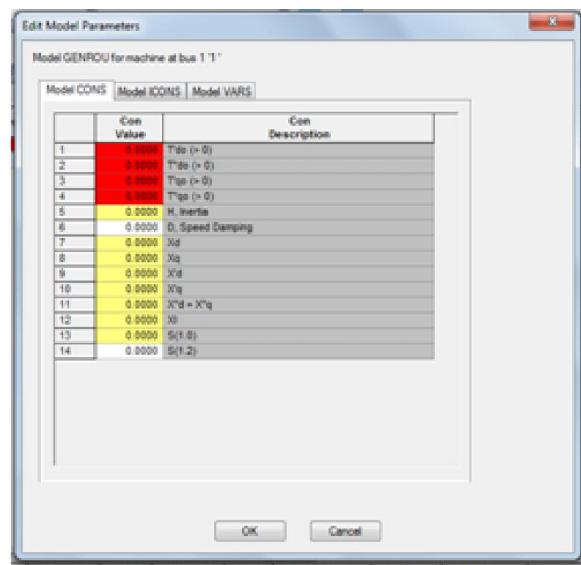 Edit Model Parameters
x
Model GENROU for machine at bus 1 '1 '
Model CONS Model ICONS Model VARS
Con Value Con Description
1 0.0000 T'do (> 0)
2 0.0000 T"do (> 0)
3 0.0000 T'qo (> 0)
4 0.0000 T"qo (> 0)
5 0.0000 H, Inertia
6 0.0000 D, Speed Damping
7 0.0000 Xd
8 0.0000 Xq
9 0.0000 X'd
10 0.0000 X'q
11 0.0000 X"d = X"q
12 0.0000 Xl
13 0.0000 S(1.0)
14 0.0000 S(1.2)
OK Cancel